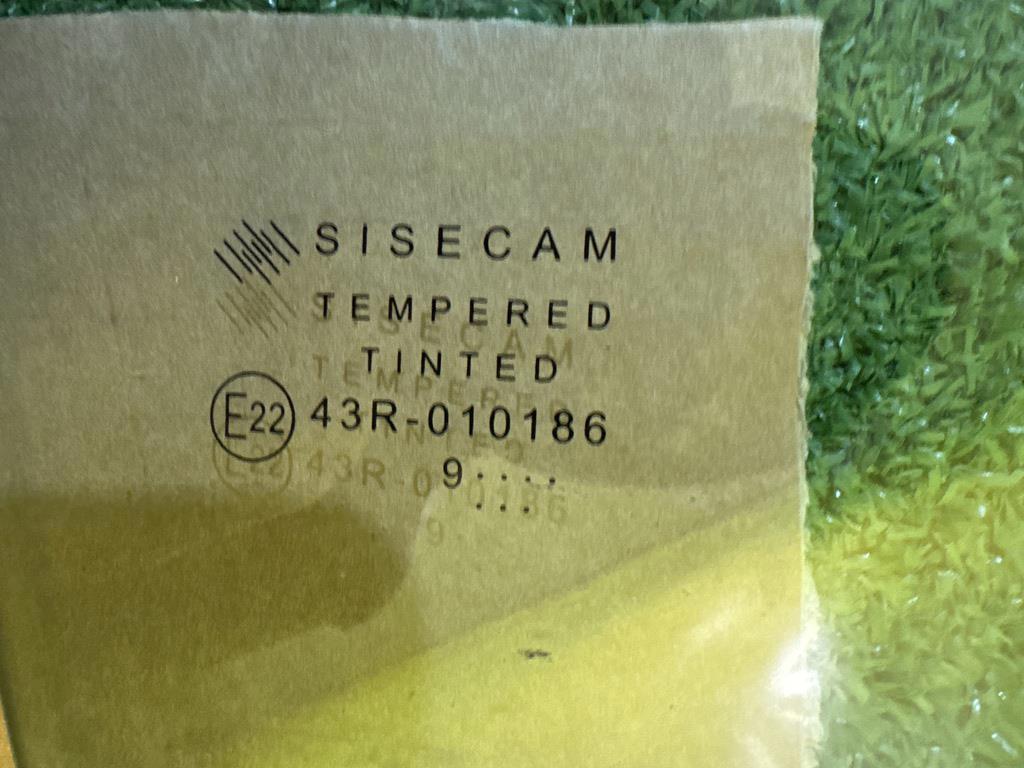 SISECAM
TEMPERED
TINTED
E22 43R-010186
9....
...